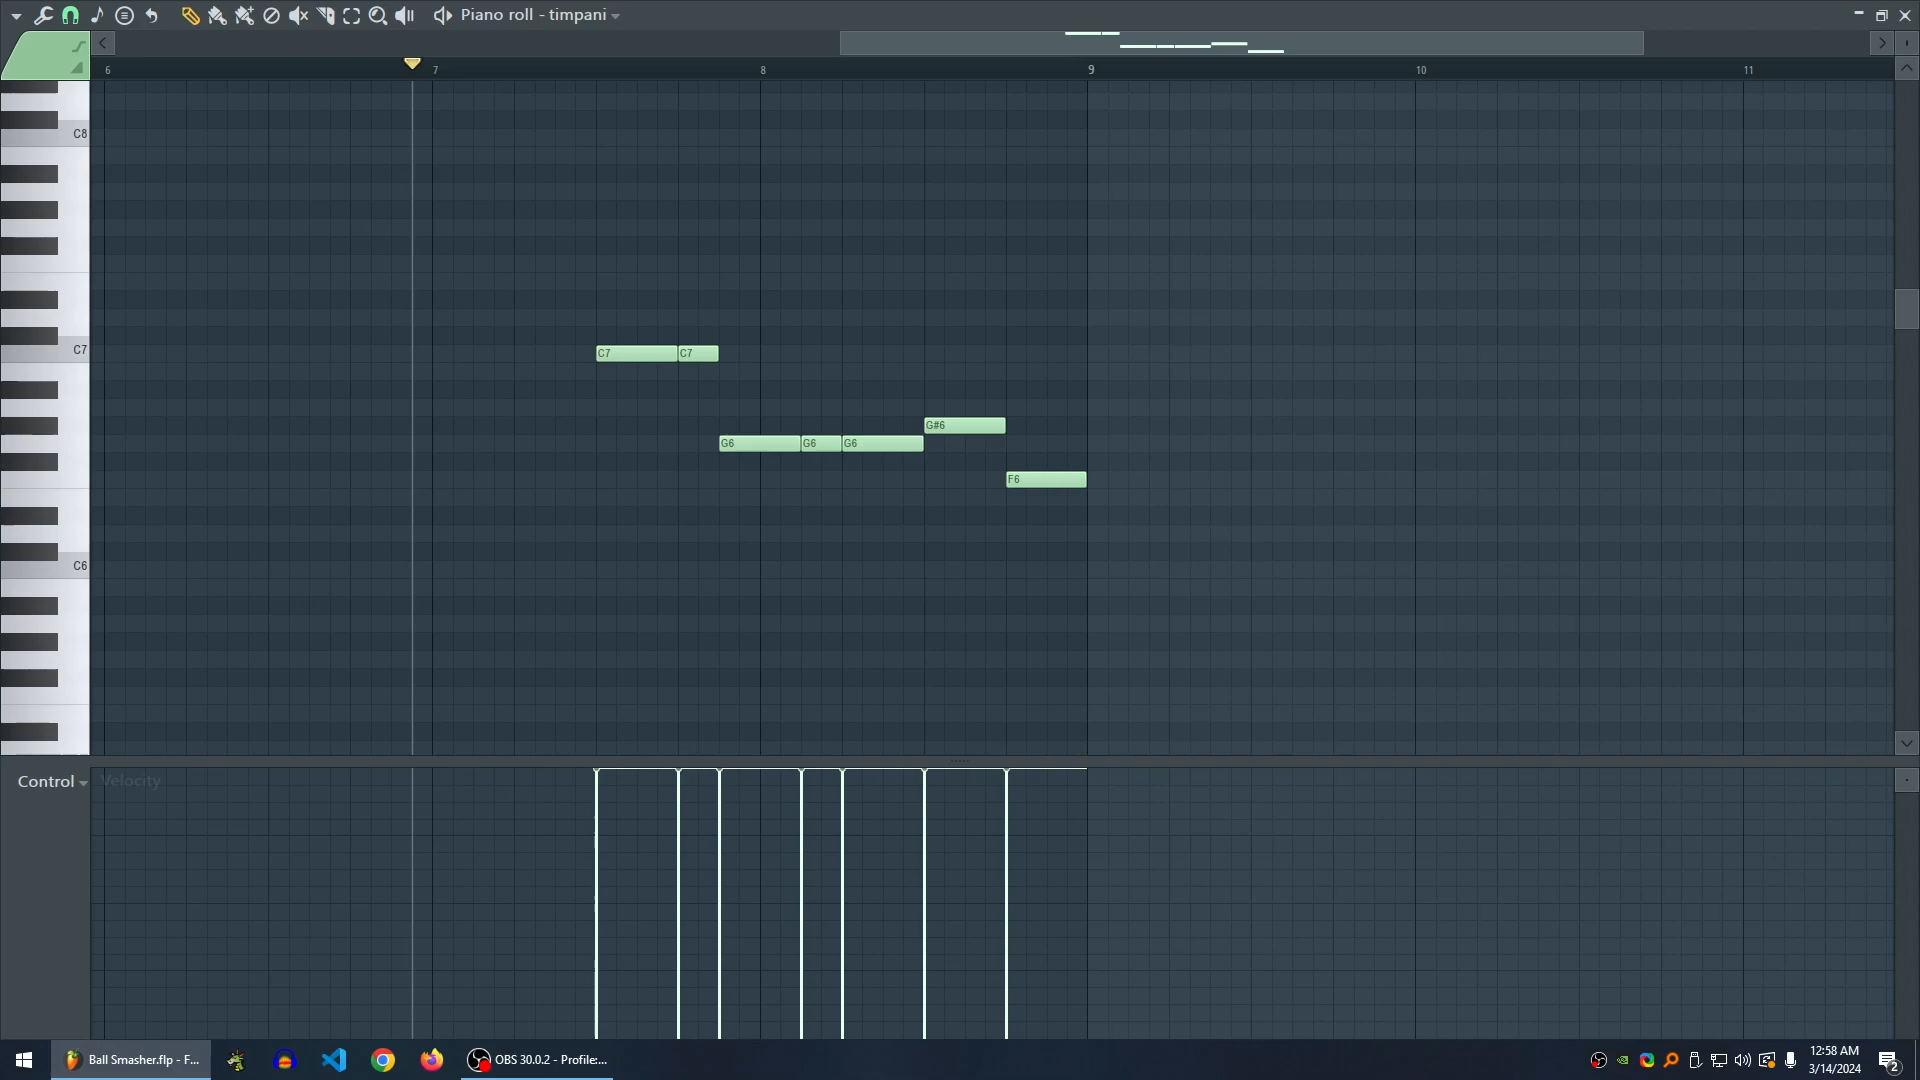 Piano roll - timpani
6 7 8 9 10 11
C8
C7
C7 C7
G#6
G6 G6 G6
F6
C6
Control Velocity
Ball Smasher.flp - F...
OBS 30.0.2 - Profile:...
12:58 AM
3/14/2024
2